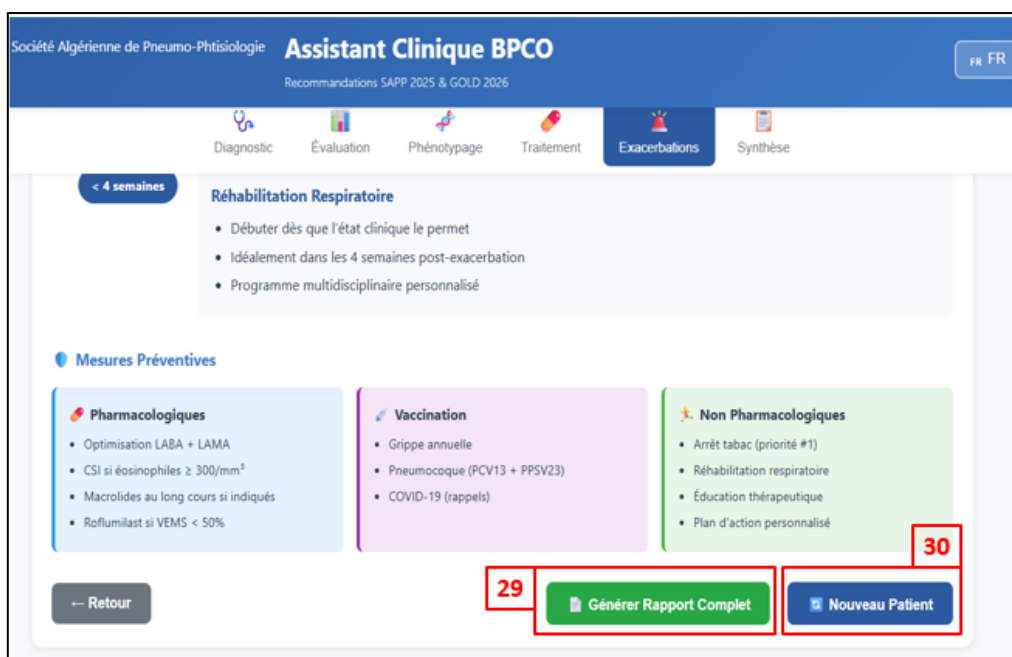 Société Algérienne de Pneumo-Phtisiologie
Assistant Clinique BPCO
Recommandations SAPP 2025 & GOLD 2026
FR FR
Diagnostic
Évaluation
Phénotypage
Traitement
Exacerbations
Synthèse
< 4 semaines
Réhabilitation Respiratoire
• Débuter dès que l'état clinique le permet
• Idéalement dans les 4 semaines post-exacerbation
• Programme multidisciplinaire personnalisé
Mesures Préventives
Pharmacologiques
• Optimisation LABA + LAMA
• CSI si éosinophiles ≥ 300/mm³
• Macrolides au long cours si indiqués
• Roflumilast si VEMS < 50%
Vaccination
• Grippe annuelle
• Pneumocoque (PCV13 + PPSV23)
• COVID-19 (rappels)
Non Pharmacologiques
• Arrêt tabac (priorité #1)
• Réhabilitation respiratoire
• Éducation thérapeutique
• Plan d'action personnalisé
30
← Retour
29
Générer Rapport Complet
Nouveau Patient